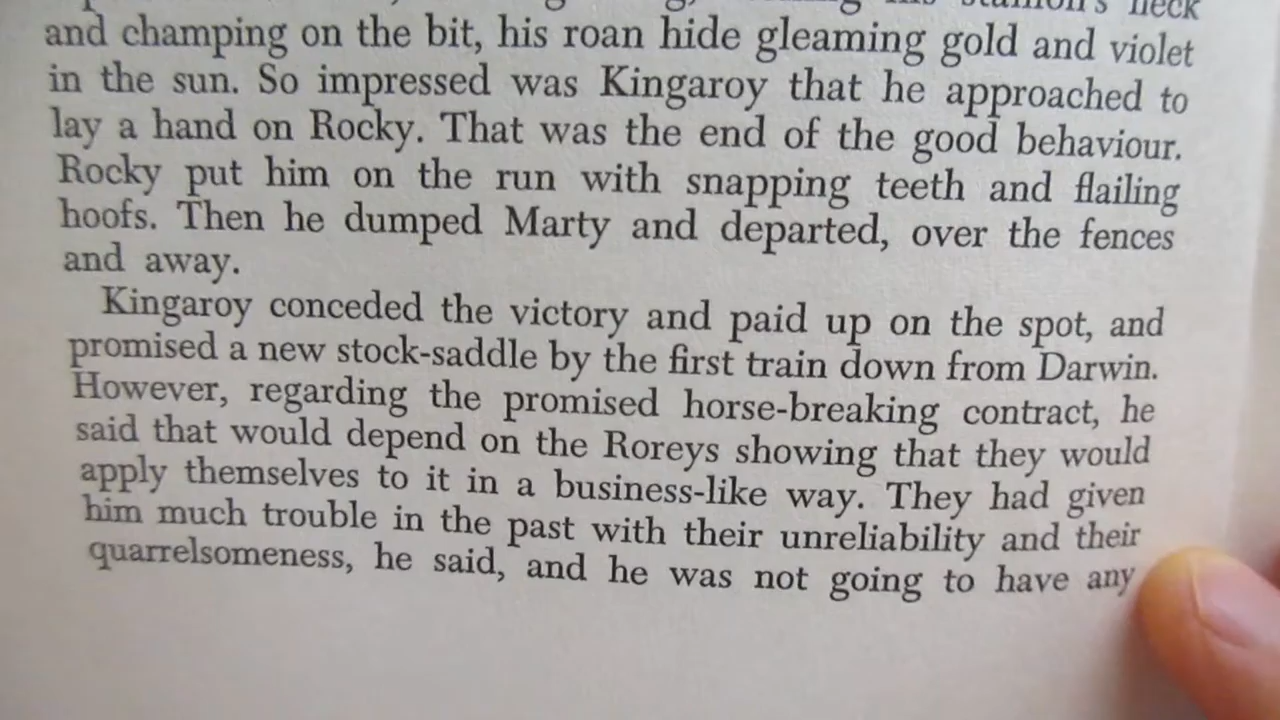 stallion's neck
and champing on the bit, his roan hide gleaming gold and violet
in the sun. So impressed was Kingaroy that he approached to
lay a hand on Rocky. That was the end of the good behaviour.
Rocky put him on the run with snapping teeth and flailing
hoofs. Then he dumped Marty and departed, over the fences
and away.
Kingaroy conceded the victory and paid up on the spot, and
promised a new stock-saddle by the first train down from Darwin.
However, regarding the promised horse-breaking contract, he
said that would depend on the Roreys showing that they would
apply themselves to it in a business-like way. They had given
him much trouble in the past with their unreliability and their
quarrelsomeness, he said, and he was not going to have any